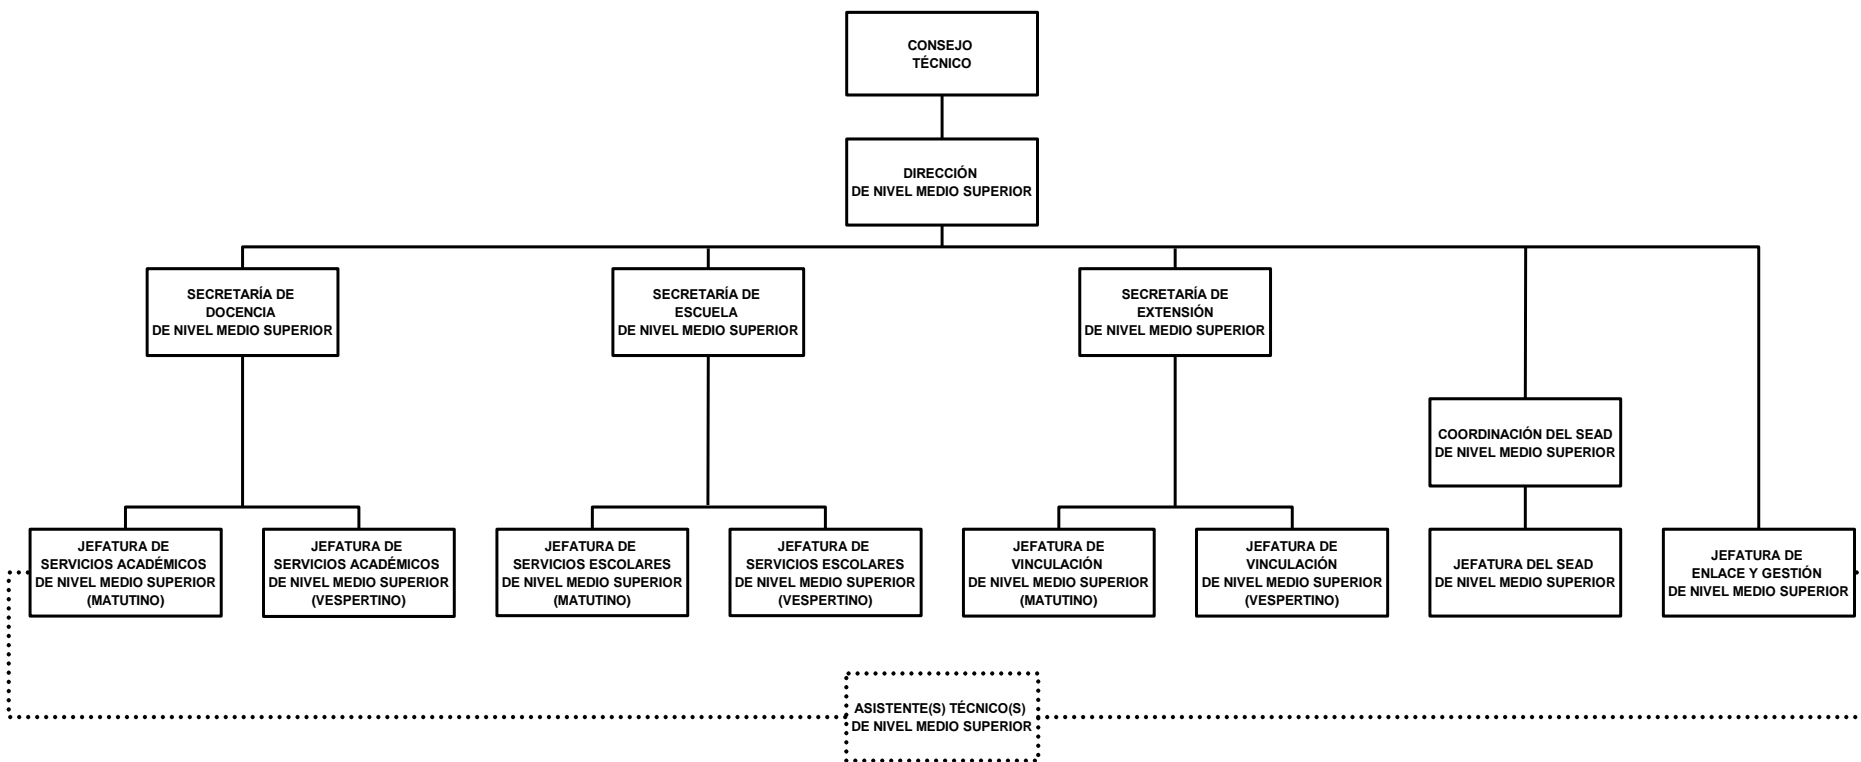 CONSEJO
TÉCNICO
DIRECCIÓN
DE NIVEL MEDIO SUPERIOR
SECRETARÍA DE
DOCENCIA
DE NIVEL MEDIO SUPERIOR
SECRETARÍA DE
ESCUELA
DE NIVEL MEDIO SUPERIOR
SECRETARÍA DE
EXTENSIÓN
DE NIVEL MEDIO SUPERIOR
COORDINACIÓN DEL SEAD
DE NIVEL MEDIO SUPERIOR
JEFATURA DE
SERVICIOS ACADÉMICOS
DE NIVEL MEDIO SUPERIOR
(MATUTINO)
JEFATURA DE
SERVICIOS ACADÉMICOS
DE NIVEL MEDIO SUPERIOR
(VESPERTINO)
JEFATURA DE
SERVICIOS ESCOLARES
DE NIVEL MEDIO SUPERIOR
(MATUTINO)
JEFATURA DE
SERVICIOS ESCOLARES
DE NIVEL MEDIO SUPERIOR
(VESPERTINO)
JEFATURA DE
VINCULACIÓN
DE NIVEL MEDIO SUPERIOR
(MATUTINO)
JEFATURA DE
VINCULACIÓN
DE NIVEL MEDIO SUPERIOR
(VESPERTINO)
JEFATURA DEL SEAD
DE NIVEL MEDIO SUPERIOR
JEFATURA DE
ENLACE Y GESTIÓN
DE NIVEL MEDIO SUPERIOR
ASISTENTE(S) TÉCNICO(S)
DE NIVEL MEDIO SUPERIOR